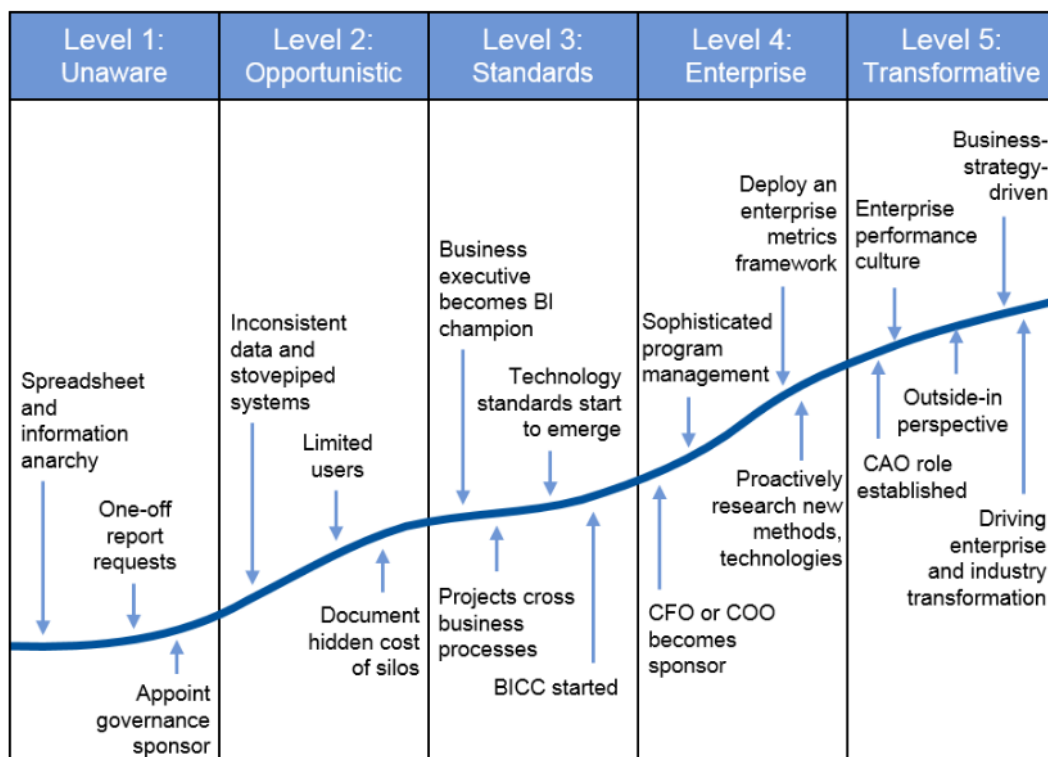 Level 1:
Unaware
Level 2:
Opportunistic
Level 3:
Standards
Level 4:
Enterprise
Level 5:
Transformative
Spreadsheet
and
information
anarchy
One-off
report
requests
Appoint
governance
sponsor
Inconsistent
data and
stovepiped
systems
Limited
users
Document
hidden cost
of silos
Business
executive
becomes BI
champion
Technology
standards start
to emerge
Projects cross
business
processes
BICC started
Sophisticated
program
management
Deploy an
enterprise
metrics
framework
CFO or COO
becomes
sponsor
Proactively
research new
methods,
technologies
Enterprise
performance
culture
Business-
strategy-
driven
CAO role
established
Outside-in
perspective
Driving
enterprise
and industry
transformation